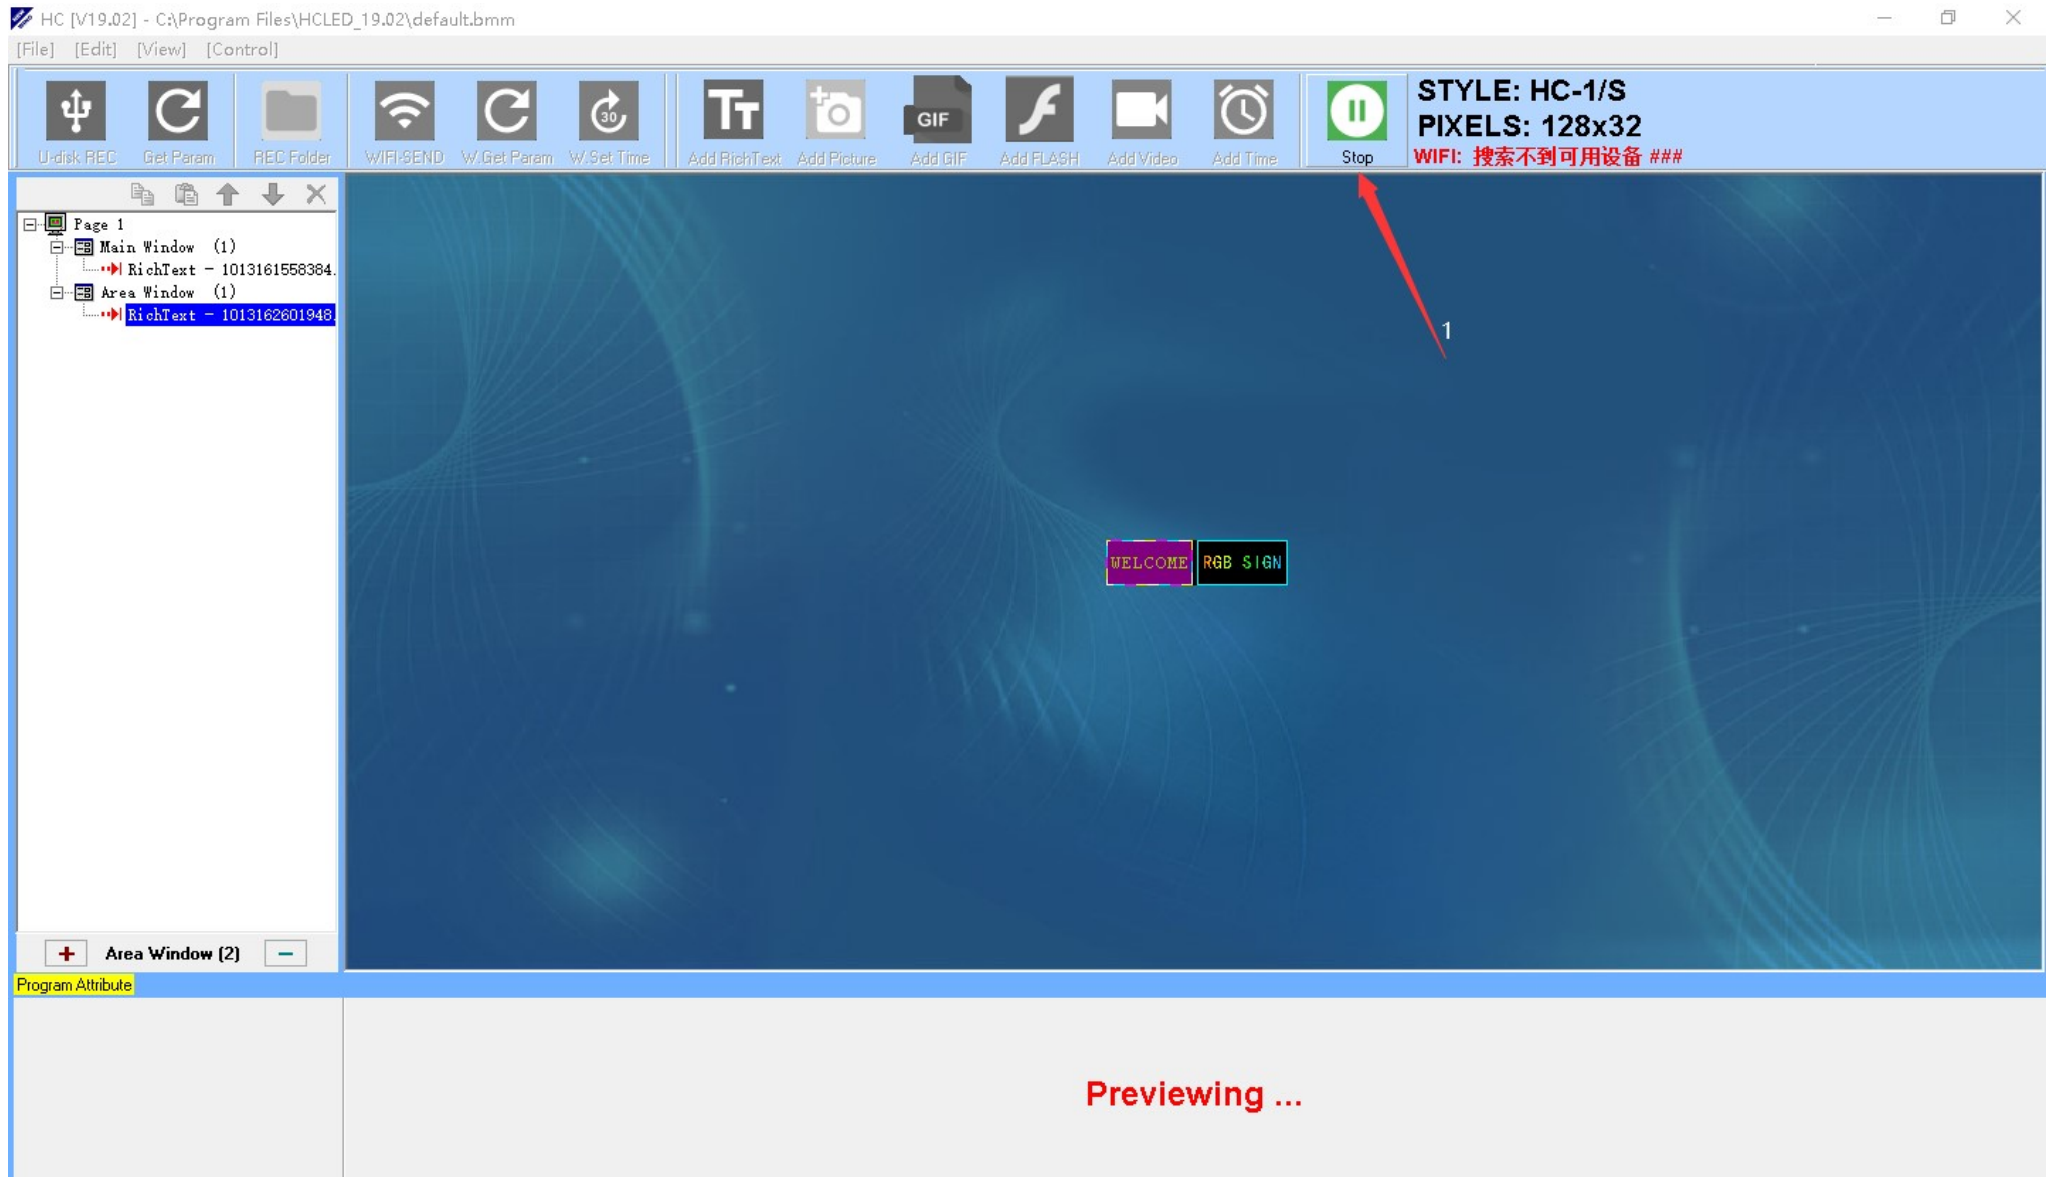 HC [V19.02] - C:\Program Files\HCLED_19.02\default.bmm
[File] [Edit] [View] [Control]
U-disk REC Get Param REC Folder WIFI-SEND W.Get Param W.Set Time Add RichText Add Picture Add GIF Add FLASH Add Video Add Time Stop
30
TT
GIF
STYLE: HC-1/S
PIXELS: 128x32
WIFI: 搜索不到可用设备 ###
Page 1
Main Window (1)
RichText - 1013161558384.
Area Window (1)
RichText - 1013162601948.
1
WELCOME RGB SIGN
+ Area Window (2) −
Program Attribute
Previewing ...